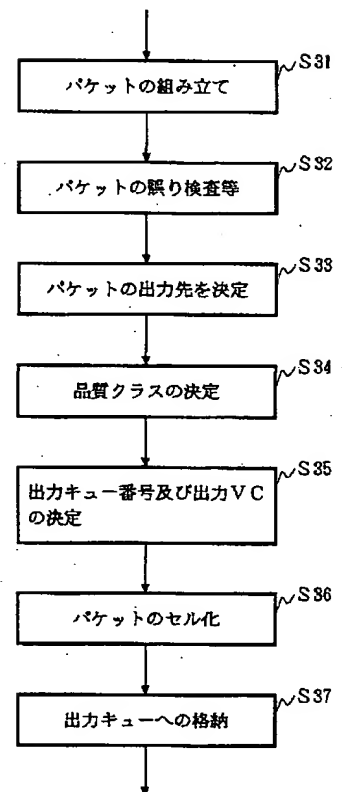 S31
パケットの組み立て
S32
パケットの誤り検査等
S33
パケットの出力先を決定
S34
品質クラスの決定
S35
出力キュー番号及び出力VC
の決定
S36
パケットのセル化
S37
出力キューへの格納